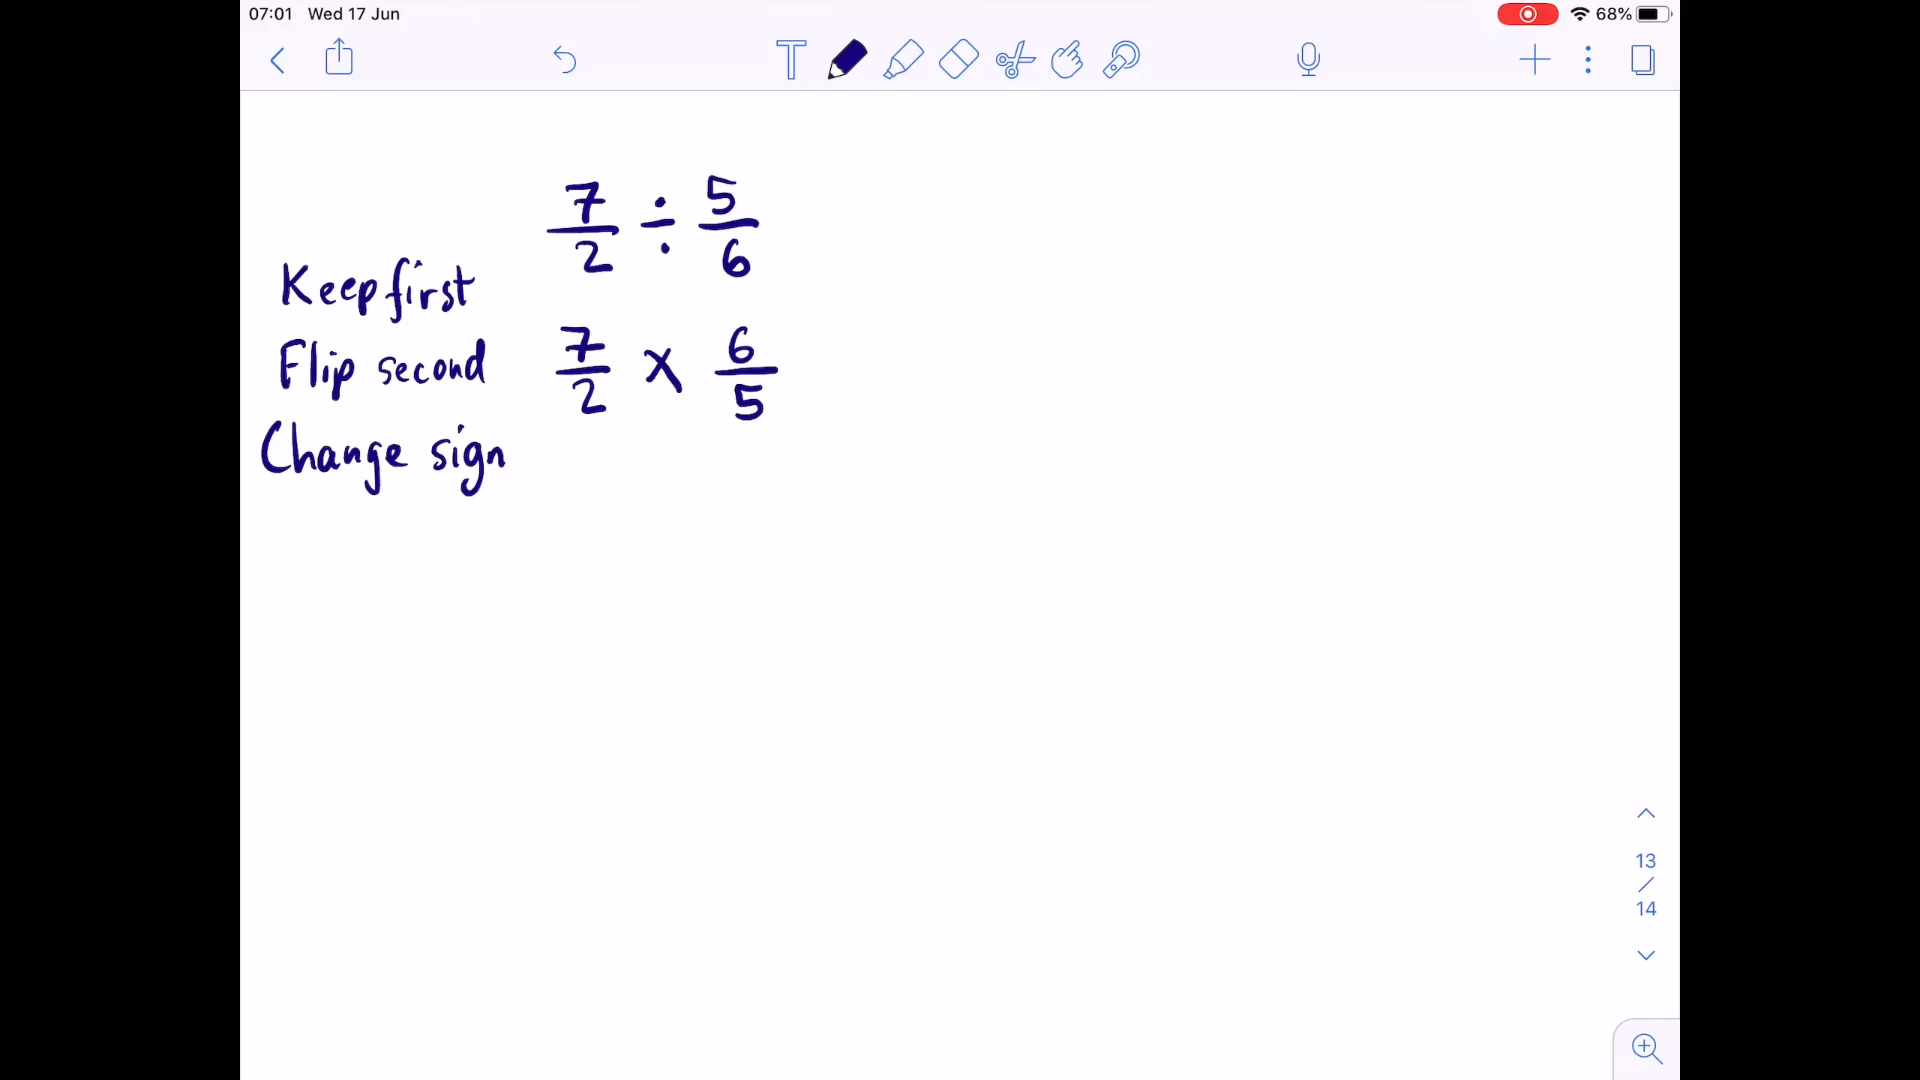 07:01 Wed 17 Jun 68%
T
7/2 ÷ 5/6
Keep first
Flip second 7/2 x 6/5
Change sign
13
/
14